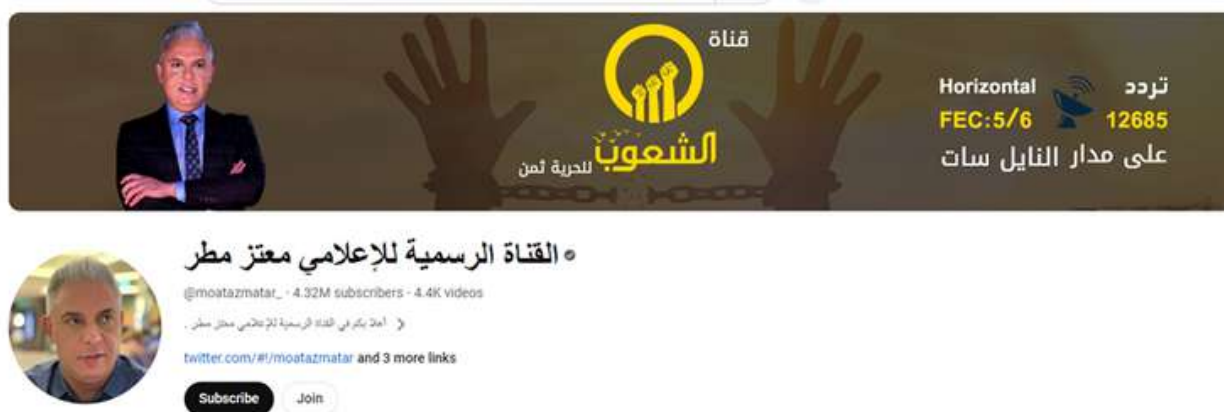 قناة
الشعوب
للحرية ثمن
تردد Horizontal
12685 FEC:5/6
على مدار النايل سات
القناة الرسمية للإعلامي معتز مطر
@moatazmatar_ - 4.32M subscribers - 4.4K videos
أهلا بكم في القناة الرسمية للإعلامي معتز مطر .
twitter.com/#!/moatazmatar and 3 more links
Subscribe Join